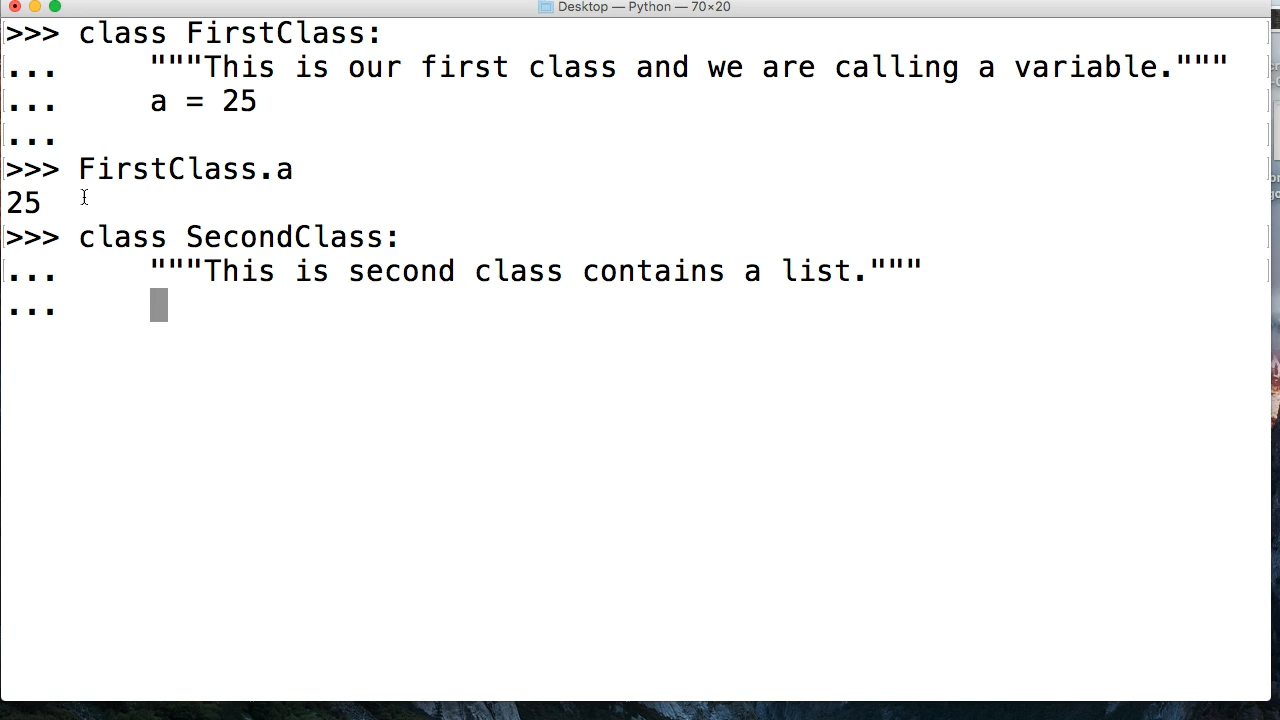 Desktop — Python — 70×20
>>> class FirstClass:
...     """This is our first class and we are calling a variable."""
...     a = 25
...
>>> FirstClass.a
25
>>> class SecondClass:
...     """This is second class contains a list."""
...